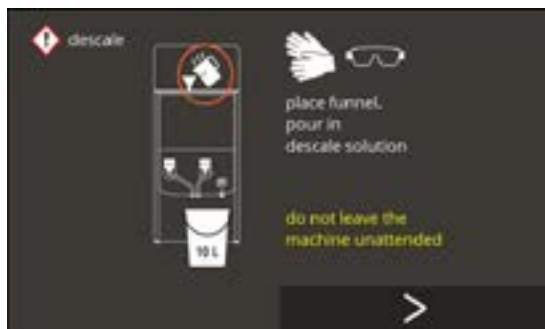 descale
place funnel.
pour in
descale solution
do not leave the
machine unattended
10 L